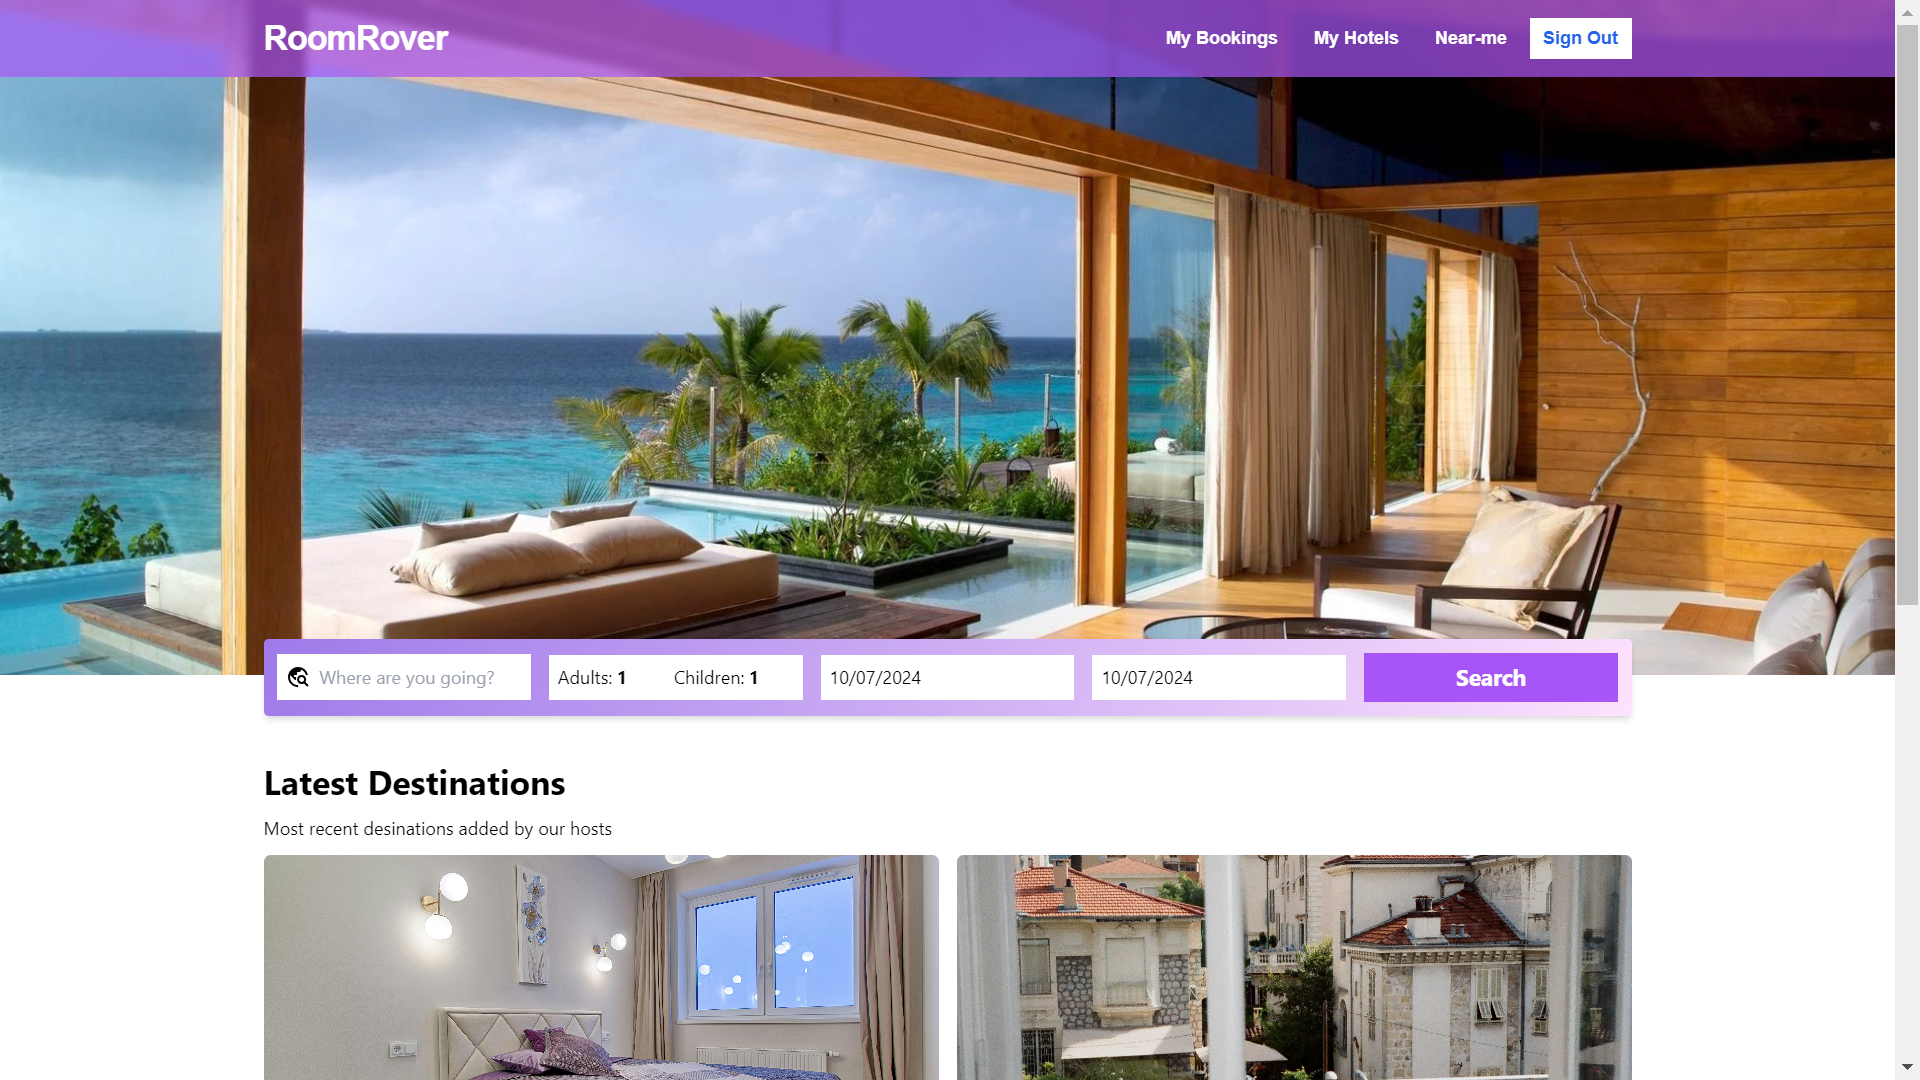 RoomRover
My Bookings
My Hotels
Near-me
Sign Out
Where are you going?
Adults: 1
Children: 1
10/07/2024
10/07/2024
Search
Latest Destinations
Most recent desinations added by our hosts